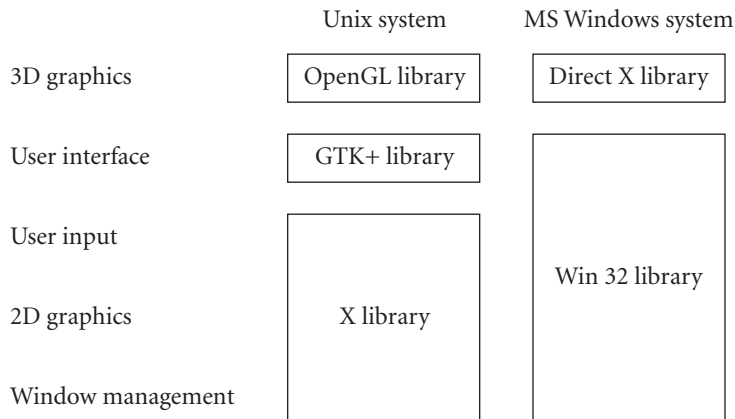 Unix system MS Windows system
3D graphics OpenGL library Direct X library
User interface GTK+ library
User input
Win 32 library
2D graphics X library
Window management